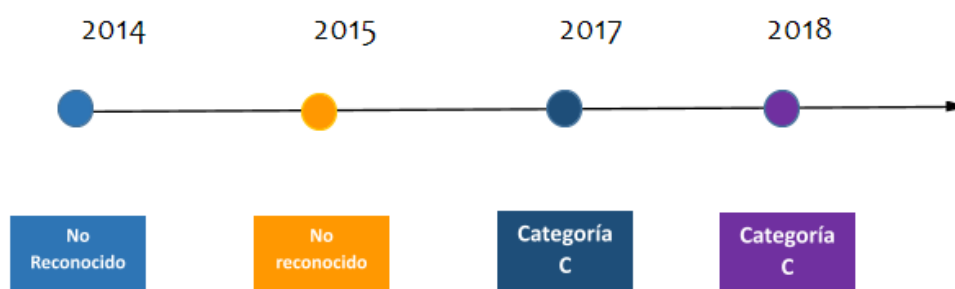 2014 2015 2017 2018
No
Reconocido
No
reconocido
Categoría
C
Categoría
C